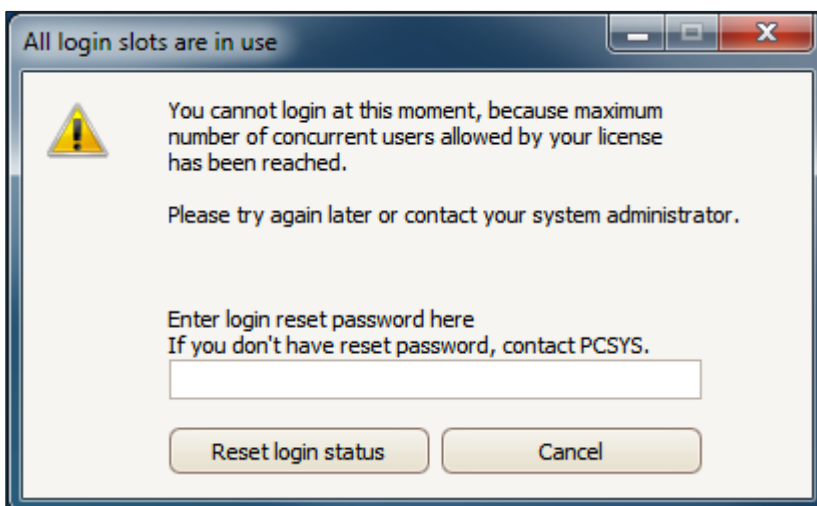 All login slots are in use
You cannot login at this moment, because maximum
number of concurrent users allowed by your license
has been reached.
Please try again later or contact your system administrator.
Enter login reset password here
If you don't have reset password, contact PCSYS.
Reset login status
Cancel